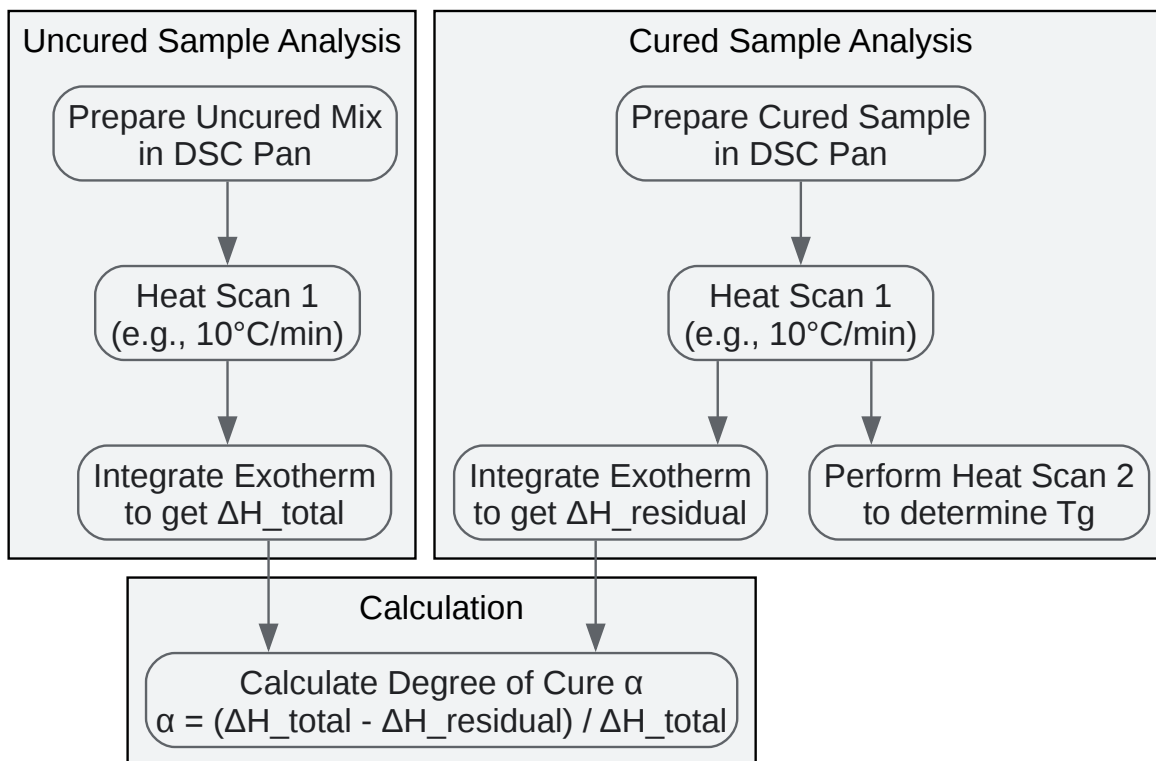 Uncured Sample Analysis
Prepare Uncured Mix
in DSC Pan
Heat Scan 1
(e.g., 10°C/min)
Integrate Exotherm
to get ΔH_total
Cured Sample Analysis
Prepare Cured Sample
in DSC Pan
Heat Scan 1
(e.g., 10°C/min)
Integrate Exotherm
to get ΔH_residual
Perform Heat Scan 2
to determine Tg
Calculation
Calculate Degree of Cure α
α = (ΔH_total - ΔH_residual) / ΔH_total